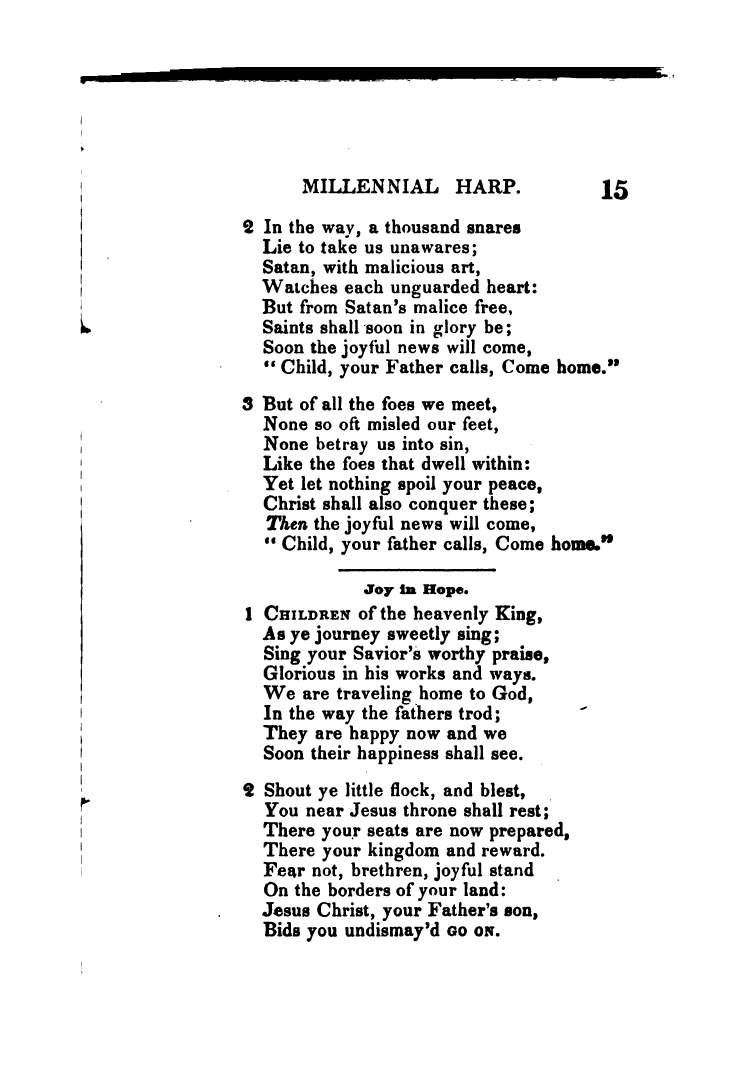 MILLENNIAL HARP. 15
2 In the way, a thousand snares
Lie to take us unawares;
Satan, with malicious art,
Watches each unguarded heart:
But from Satan's malice free,
Saints shall soon in glory be;
Soon the joyful news will come,
" Child, your Father calls, Come home."
3 But of all the foes we meet,
None so oft misled our feet,
None betray us into sin,
Like the foes that dwell within:
Yet let nothing spoil your peace,
Christ shall also conquer these;
Then the joyful news will come,
" Child, your father calls, Come home."
Joy in Hope.
1 CHILDREN of the heavenly King,
As ye journey sweetly sing;
Sing your Savior's worthy praise,
Glorious in his works and ways.
We are traveling home to God,
In the way the fathers trod;
They are happy now and we
Soon their happiness shall see.
2 Shout ye little flock, and blest,
You near Jesus throne shall rest;
There your seats are now prepared,
There your kingdom and reward.
Fear not, brethren, joyful stand
On the borders of your land:
Jesus Christ, your Father's son,
Bids you undismay'd GO ON.